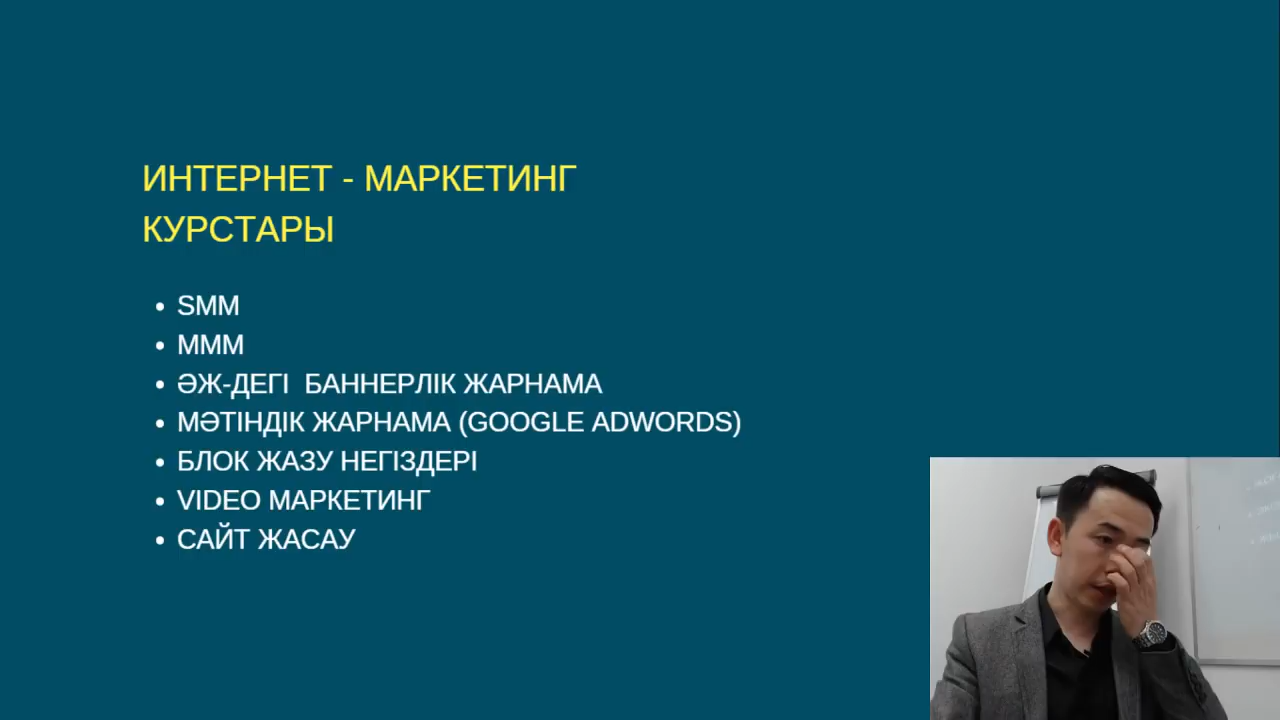 ИНТЕРНЕТ - МАРКЕТИНГ
КУРСТАРЫ
• SMM
• МММ
• ӘЖ-ДЕГІ БАННЕРЛІК ЖАРНАМА
• МӘТІНДІК ЖАРНАМА (GOOGLE ADWORDS)
• БЛОК ЖАЗУ НЕГІЗДЕРІ
• VIDEO МАРКЕТИНГ
• САЙТ ЖАСАУ